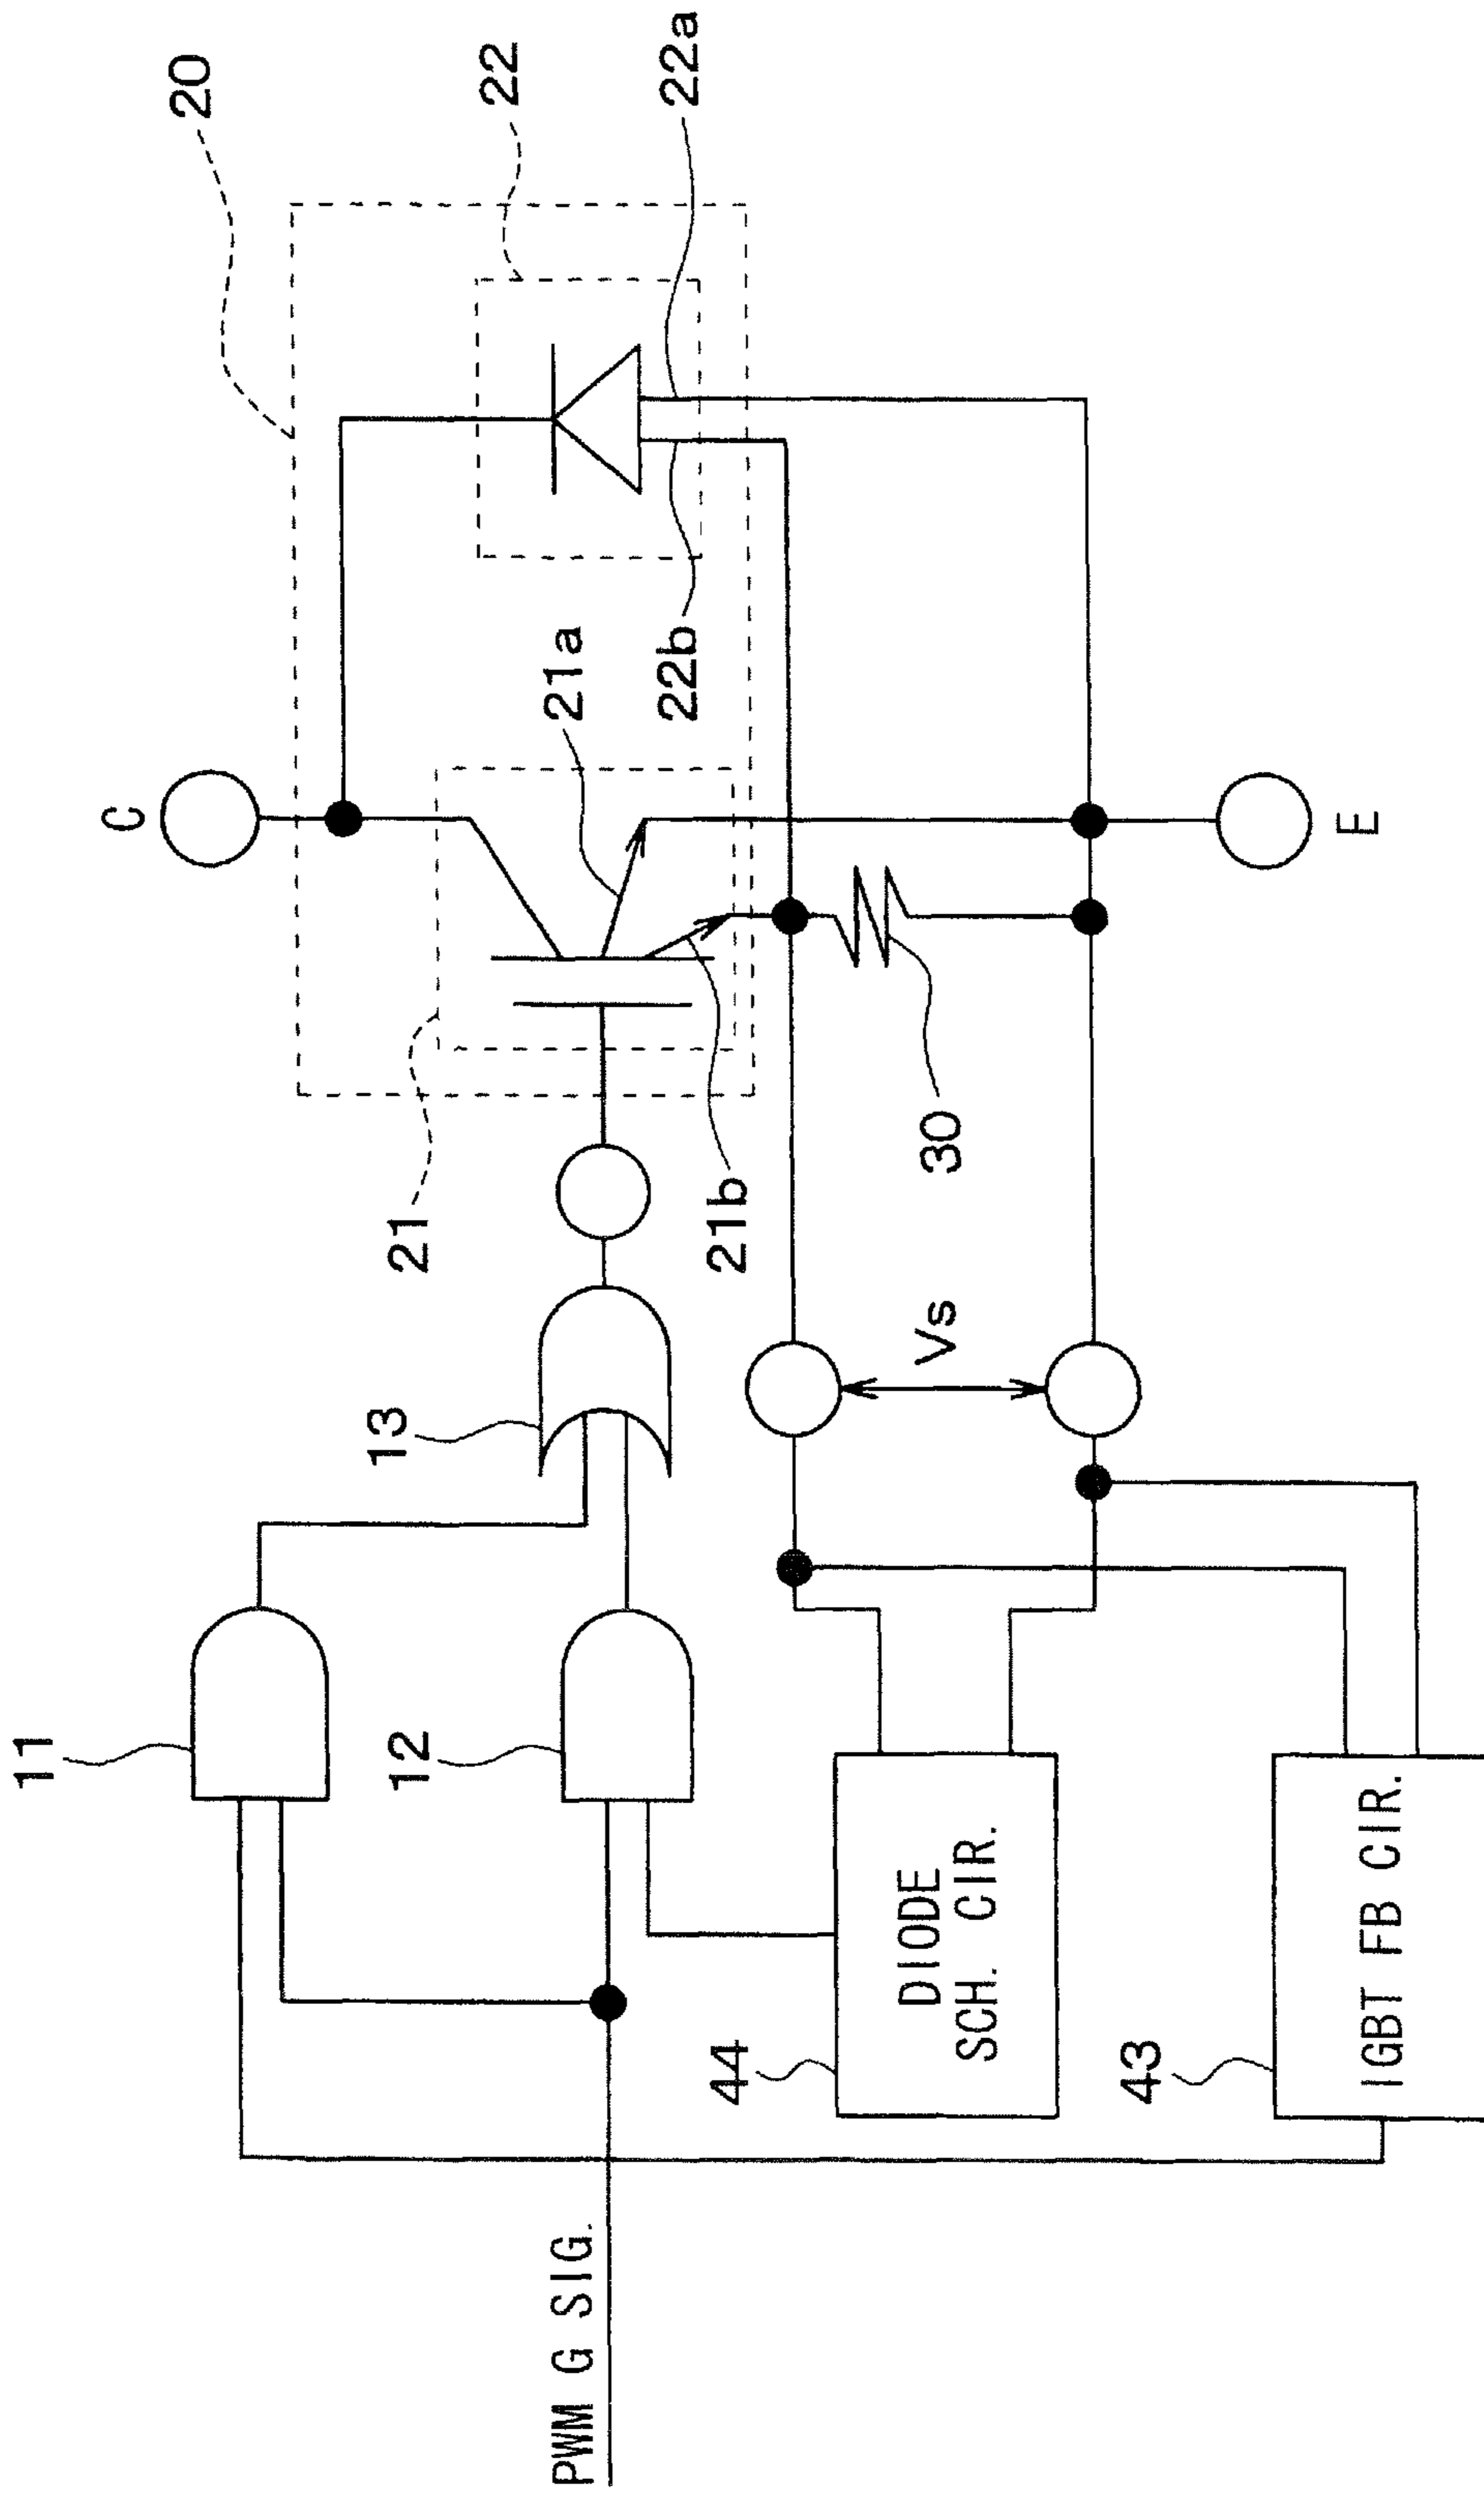 20
22
22a
C
21a
22b
E
21
21b
30
13
Vs
11
12
DIODE
SCH. CIR.
44
IGBT FB CIR.
43
PWM G SIG.